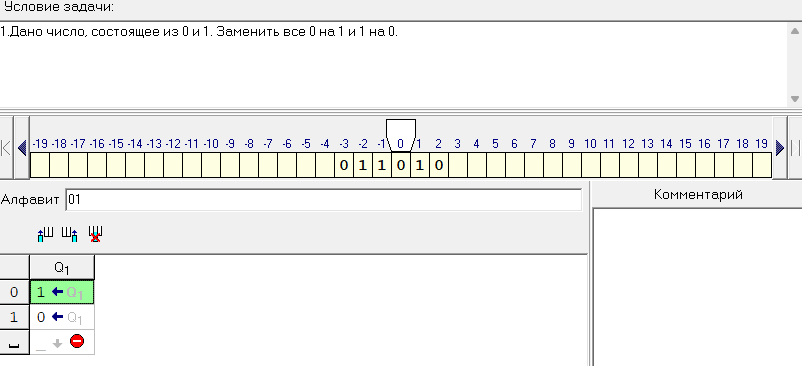 Условие задачи:
1.Дано число, состоящее из 0 и 1. Заменить все 0 на 1 и 1 на 0.
-19 -18 -17 -16 -15 -14 -13 -12 -11 -10 -9 -8 -7 -6 -5 -4 -3 -2 -1 0 1 2 3 4 5 6 7 8 9 10 11 12 13 14 15 16 17 18 19
0 1 1 0 1 0
Алфавит 01
Комментарий
Q1
0 1 ← Q1
1 0 ← Q1
_ ↓